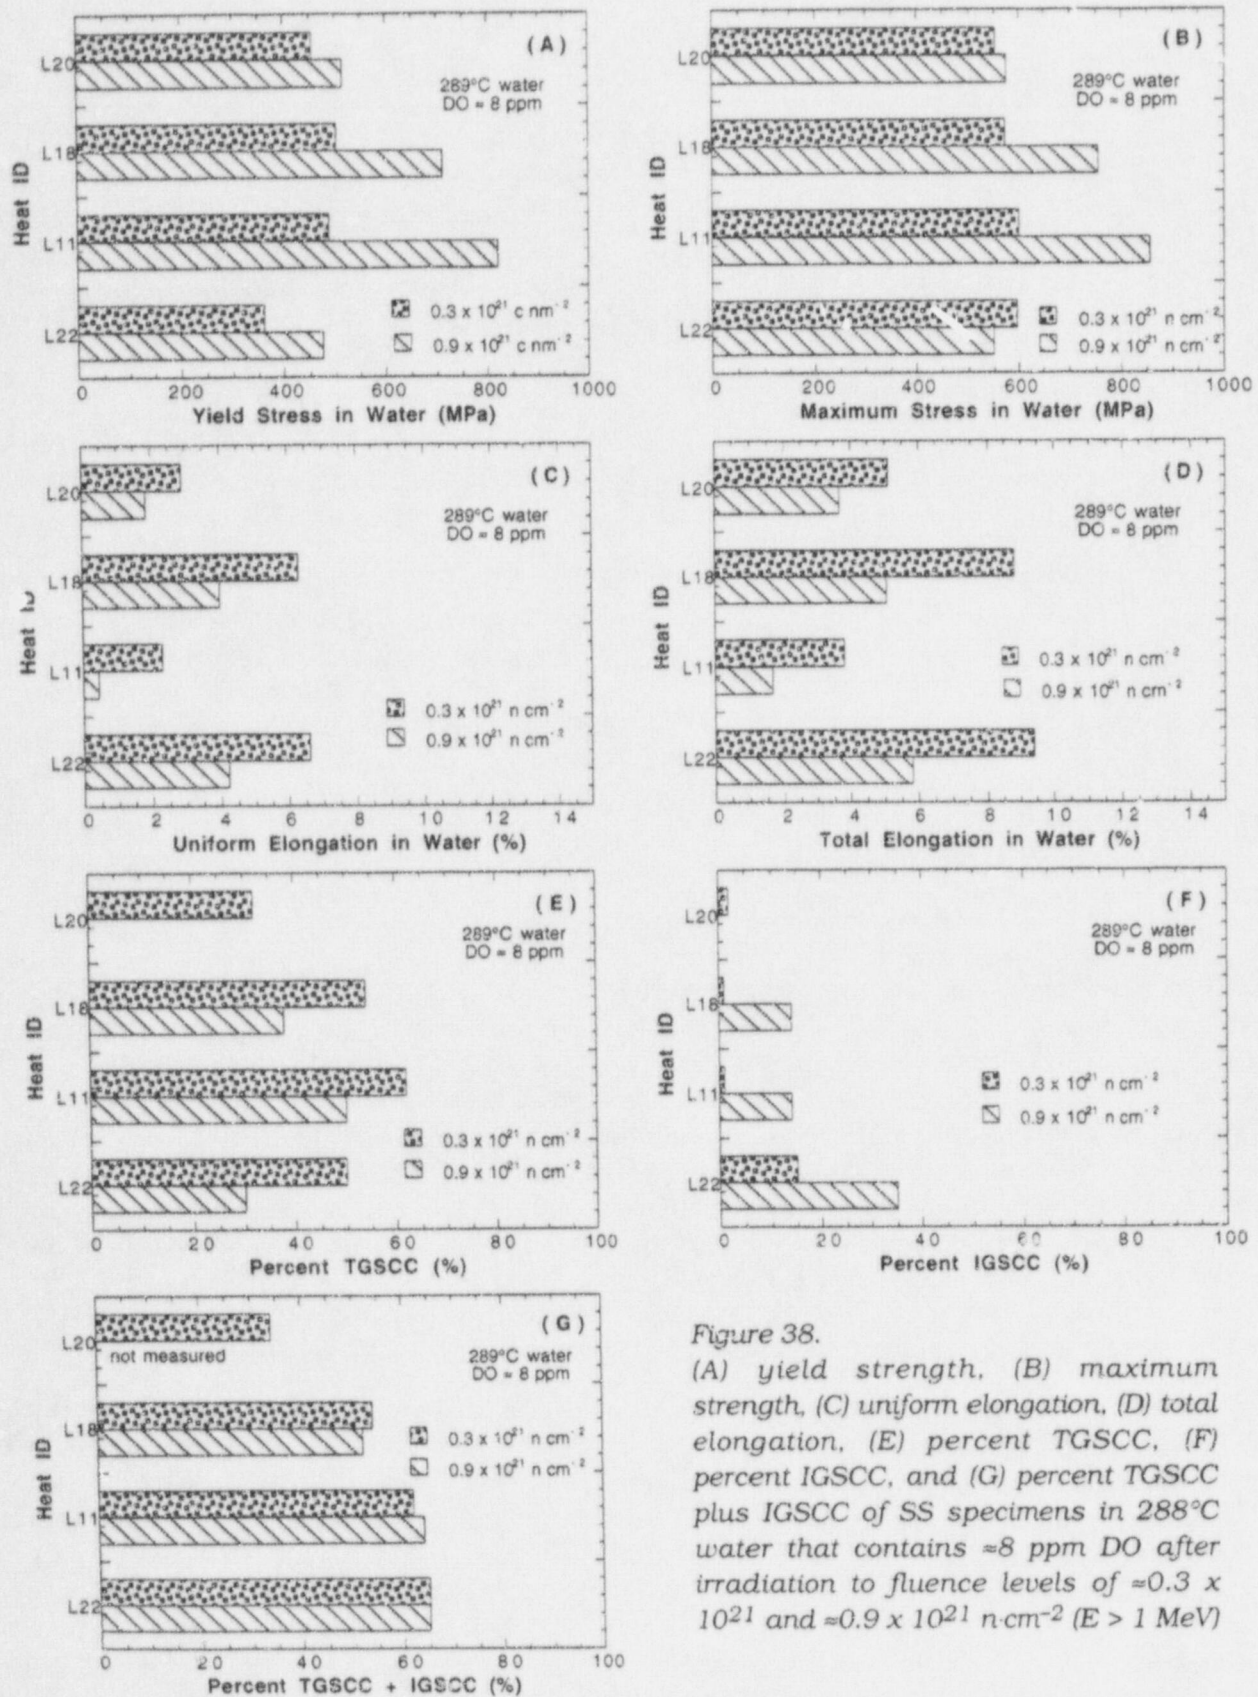 (A)
289°C water
DO ≈ 8 ppm
Heat ID
L20
L18
L11
L22
0.3 x 10²¹ c nm⁻²
0.9 x 10²¹ c nm⁻²
0 200 400 600 800 1000
Yield Stress in Water (MPa)
(B)
289°C water
DO ≈ 8 ppm
Heat ID
L20
L18
L11
L22
0.3 x 10²¹ n cm⁻²
0.9 x 10²¹ n cm⁻²
0 200 400 600 800 1000
Maximum Stress in Water (MPa)
(C)
289°C water
DO ≈ 8 ppm
Heat
L20
L18
L11
L22
0.3 x 10²¹ n cm⁻²
0.9 x 10²¹ n cm⁻²
0 2 4 6 8 10 12 14
Uniform Elongation in Water (%)
(D)
289°C water
DO ≈ 8 ppm
Heat ID
L20
L18
L11
L22
0.3 x 10²¹ n cm⁻²
0.9 x 10²¹ n cm⁻²
0 2 4 6 8 10 12 14
Total Elongation in Water (%)
(E)
289°C water
DO ≈ 8 ppm
Heat ID
L20
L18
L11
L22
0.3 x 10²¹ n cm⁻²
0.9 x 10²¹ n cm⁻²
0 20 40 60 80 100
Percent TGSCC (%)
(F)
289°C water
DO ≈ 8 ppm
Heat ID
L20
L18
L11
L22
0.3 x 10²¹ n cm⁻²
0.9 x 10²¹ n cm⁻²
0 20 40 60 80 100
Percent IGSCC (%)
(G)
289°C water
DO ≈ 8 ppm
Heat ID
L20
not measured
L18
L11
L22
0.3 x 10²¹ n cm⁻²
0.9 x 10²¹ n cm⁻²
0 20 40 60 80 100
Percent TGSCC + IGSCC (%)
Figure 38.
(A) yield strength, (B) maximum
strength, (C) uniform elongation, (D) total
elongation, (E) percent TGSCC, (F)
percent IGSCC, and (G) percent TGSCC
plus IGSCC of SS specimens in 288°C
water that contains ≈8 ppm DO after
irradiation to fluence levels of ≈0.3 x
10²¹ and ≈0.9 x 10²¹ n·cm⁻² (E > 1 MeV)